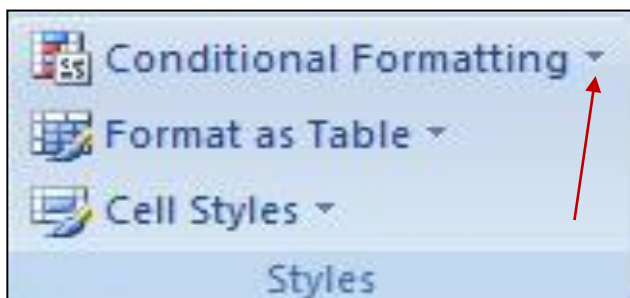 Conditional Formatting
Format as Table
Cell Styles
Styles